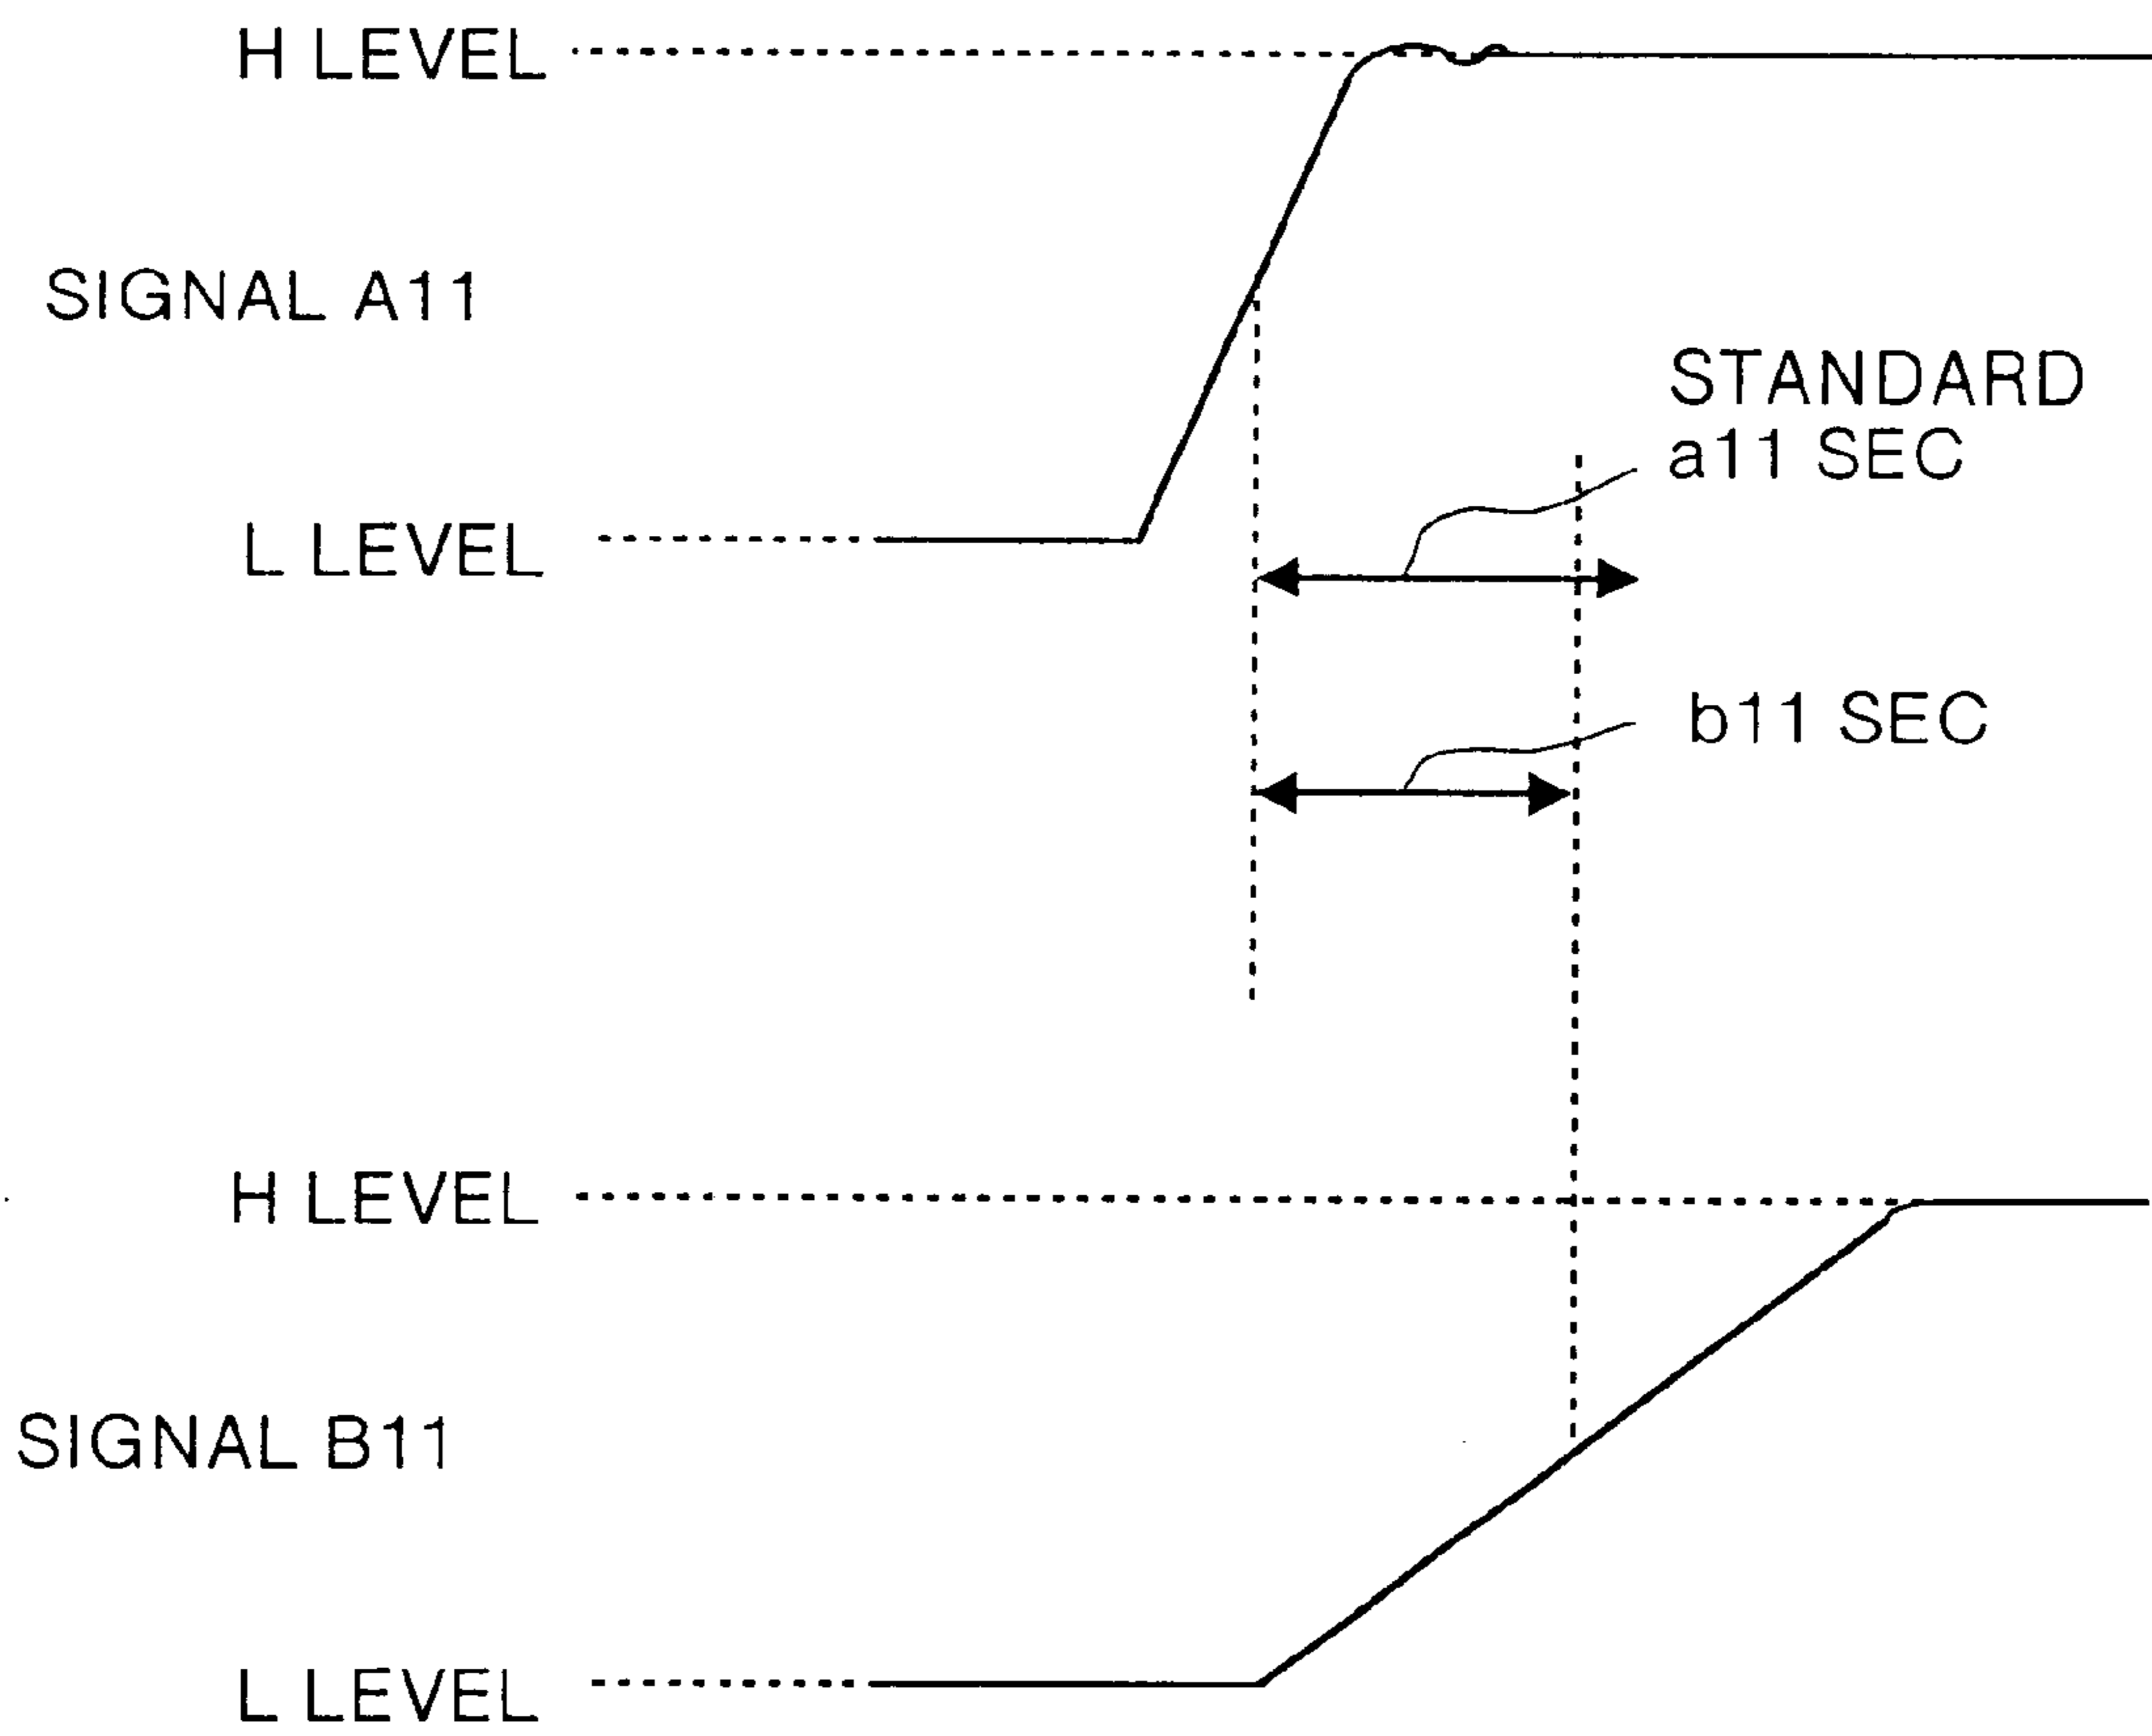 H LEVEL
SIGNAL A11
STANDARD
a11 SEC
L LEVEL
b11 SEC
H LEVEL
SIGNAL B11
L LEVEL